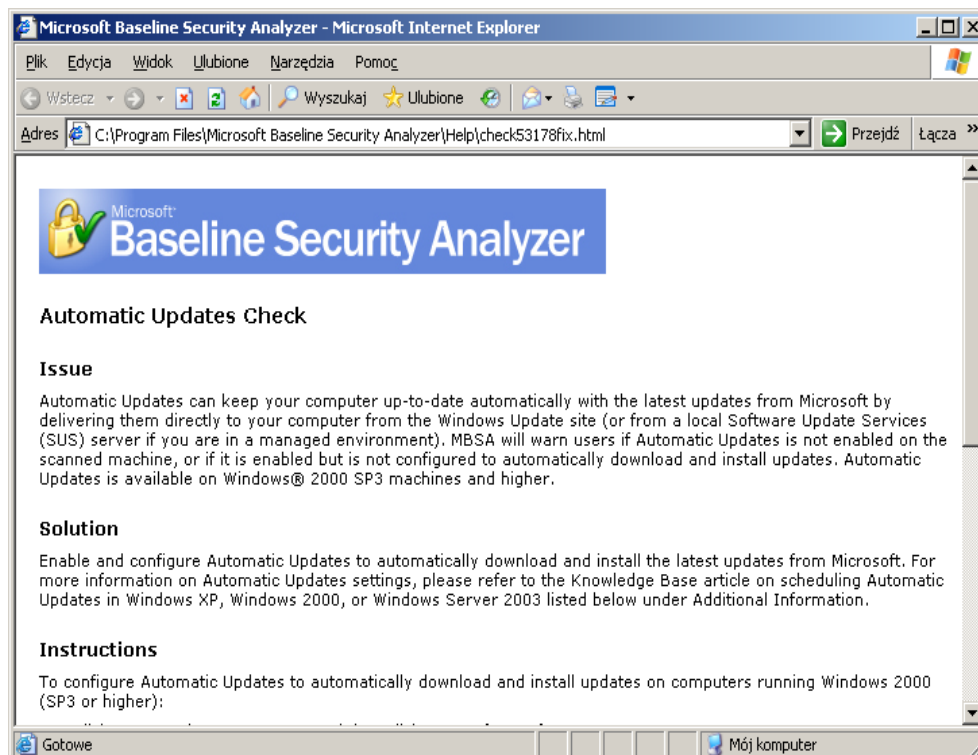 Microsoft Baseline Security Analyzer - Microsoft Internet Explorer
Plik Edycja Widok Ulubione Narzędzia Pomoc
Wstecz Wyszukaj Ulubione
Adres C:\Program Files\Microsoft Baseline Security Analyzer\Help\check53178fix.html Przejdź Łącza »
Microsoft
Baseline Security Analyzer
Automatic Updates Check
Issue
Automatic Updates can keep your computer up-to-date automatically with the latest updates from Microsoft by
delivering them directly to your computer from the Windows Update site (or from a local Software Update Services
(SUS) server if you are in a managed environment). MBSA will warn users if Automatic Updates is not enabled on the
scanned machine, or if it is enabled but is not configured to automatically download and install updates. Automatic
Updates is available on Windows® 2000 SP3 machines and higher.
Solution
Enable and configure Automatic Updates to automatically download and install the latest updates from Microsoft. For
more information on Automatic Updates settings, please refer to the Knowledge Base article on scheduling Automatic
Updates in Windows XP, Windows 2000, or Windows Server 2003 listed below under Additional Information.
Instructions
To configure Automatic Updates to automatically download and install updates on computers running Windows 2000
(SP3 or higher):
Gotowe Mój komputer